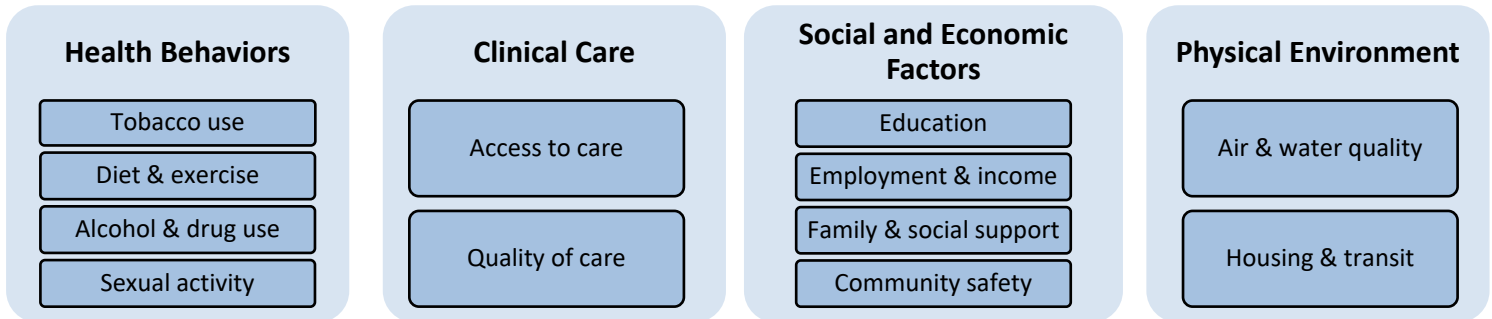 Health Behaviors
Tobacco use
Diet & exercise
Alcohol & drug use
Sexual activity
Clinical Care
Access to care
Quality of care
Social and Economic
Factors
Education
Employment & income
Family & social support
Community safety
Physical Environment
Air & water quality
Housing & transit